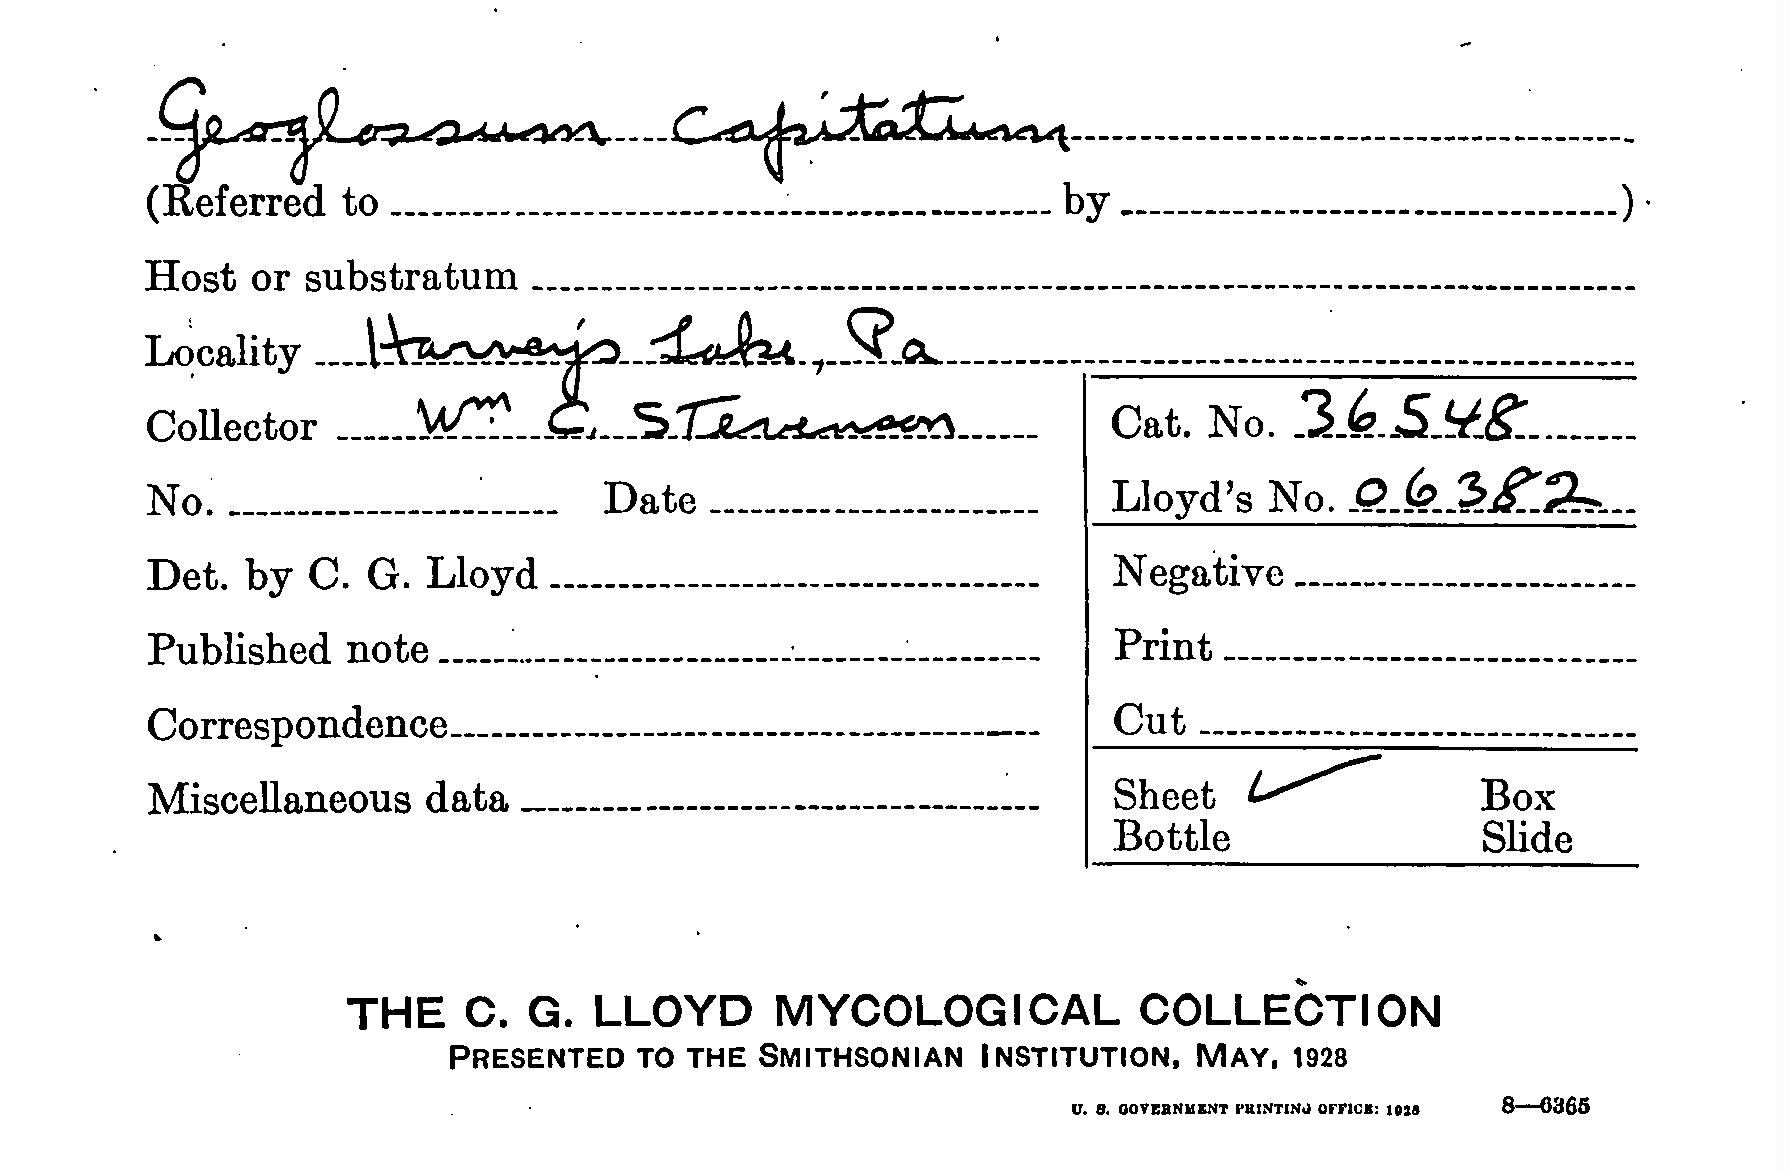 Geoglossum capitatum
(Referred to by )
Host or substratum
Locality Harvey's Lake, Pa
Collector Wm C. Stevenson
Cat. No. 36548
No. Date
Lloyd's No. 06382
Det. by C. G. Lloyd
Negative
Published note
Print
Correspondence
Cut
Miscellaneous data
Sheet ✓ Box
Bottle Slide
THE C. G. LLOYD MYCOLOGICAL COLLECTION
PRESENTED TO THE SMITHSONIAN INSTITUTION, MAY, 1928
U. S. GOVERNMENT PRINTING OFFICE: 1928 8—6365